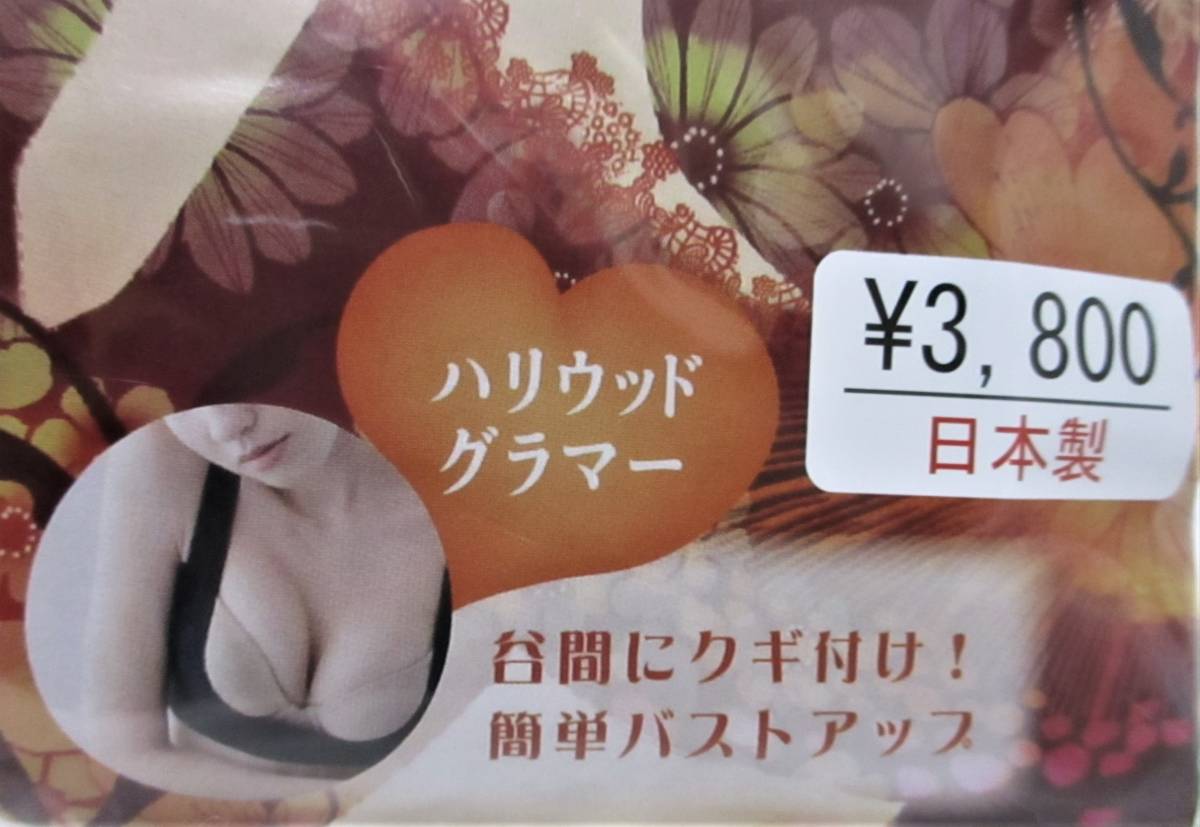 ハリウッド
グラマー
¥3,800
日本製
谷間にクギ付け!
簡単バストアップ